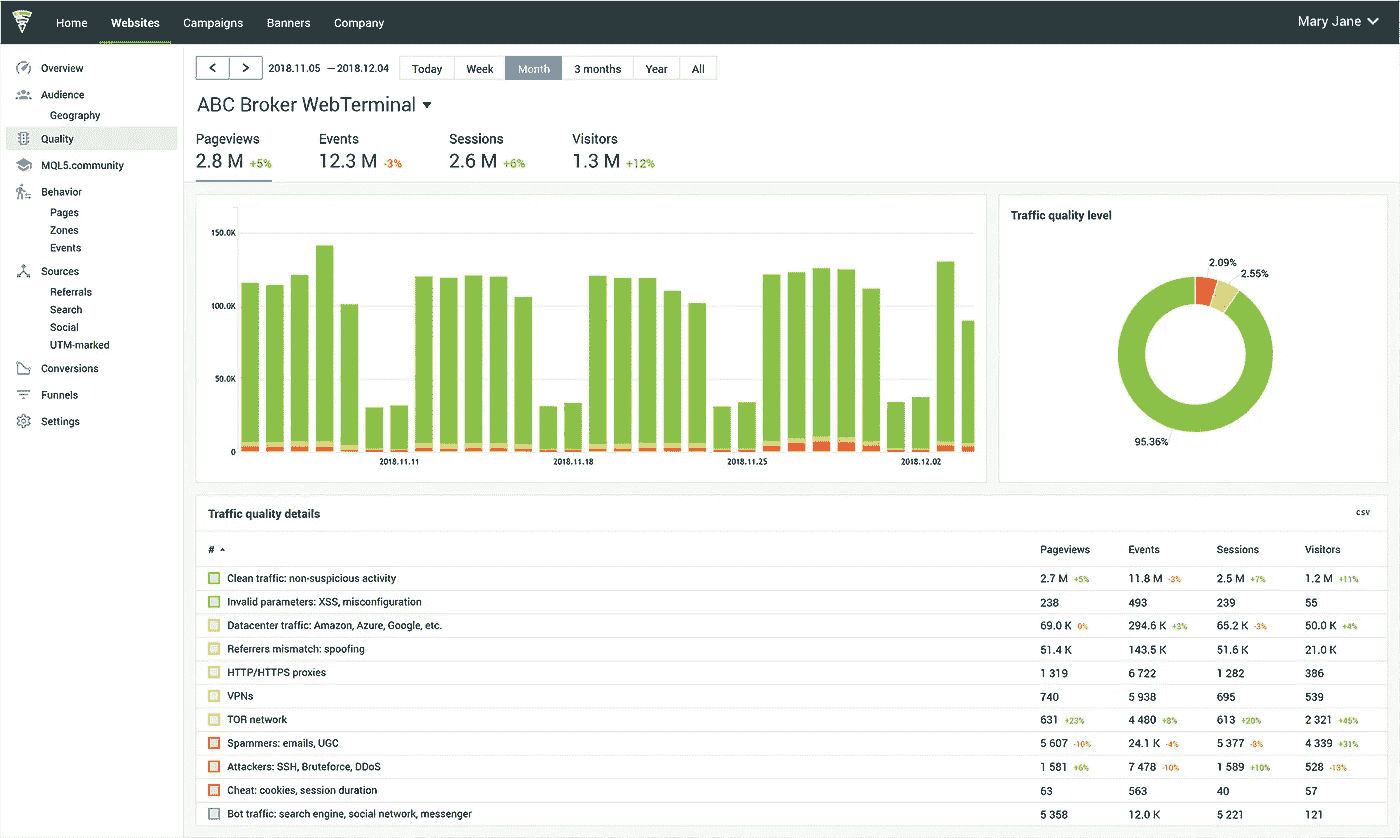 Home Websites Campaigns Banners Company Mary Jane
Overview
Audience
Geography
Quality
MQL5.community
Behavior
Pages
Zones
Events
Sources
Referrals
Search
Social
UTM-marked
Conversions
Funnels
Settings
2018.11.05 — 2018.12.04 Today Week Month 3 months Year All
ABC Broker WebTerminal
Pageviews Events Sessions Visitors
2.8 M +5% 12.3 M -3% 2.6 M +6% 1.3 M +12%
150.0K
100.0K
50.0K
0
2018.11.11 2018.11.18 2018.11.25 2018.12.02
Traffic quality level
2.09%
2.55%
95.36%
Traffic quality details csv
# Pageviews Events Sessions Visitors
Clean traffic: non-suspicious activity 2.7 M +5% 11.8 M -3% 2.5 M +7% 1.2 M +11%
Invalid parameters: XSS, misconfiguration 238 493 239 55
Datacenter traffic: Amazon, Azure, Google, etc. 69.0 K 0% 294.6 K +3% 65.2 K -3% 50.0 K +4%
Referrers mismatch: spoofing 51.4 K 143.5 K 51.6 K 21.0 K
HTTP/HTTPS proxies 1 319 6 722 1 282 386
VPNs 740 5 938 695 539
TOR network 631 +23% 4 480 +8% 613 +20% 2 321 +45%
Spammers: emails, UGC 5 607 -10% 24.1 K -4% 5 377 -8% 4 339 +31%
Attackers: SSH, Bruteforce, DDoS 1 581 +6% 7 478 -10% 1 589 +10% 528 -13%
Cheat: cookies, session duration 63 563 40 57
Bot traffic: search engine, social network, messenger 5 358 12.0 K 5 221 121